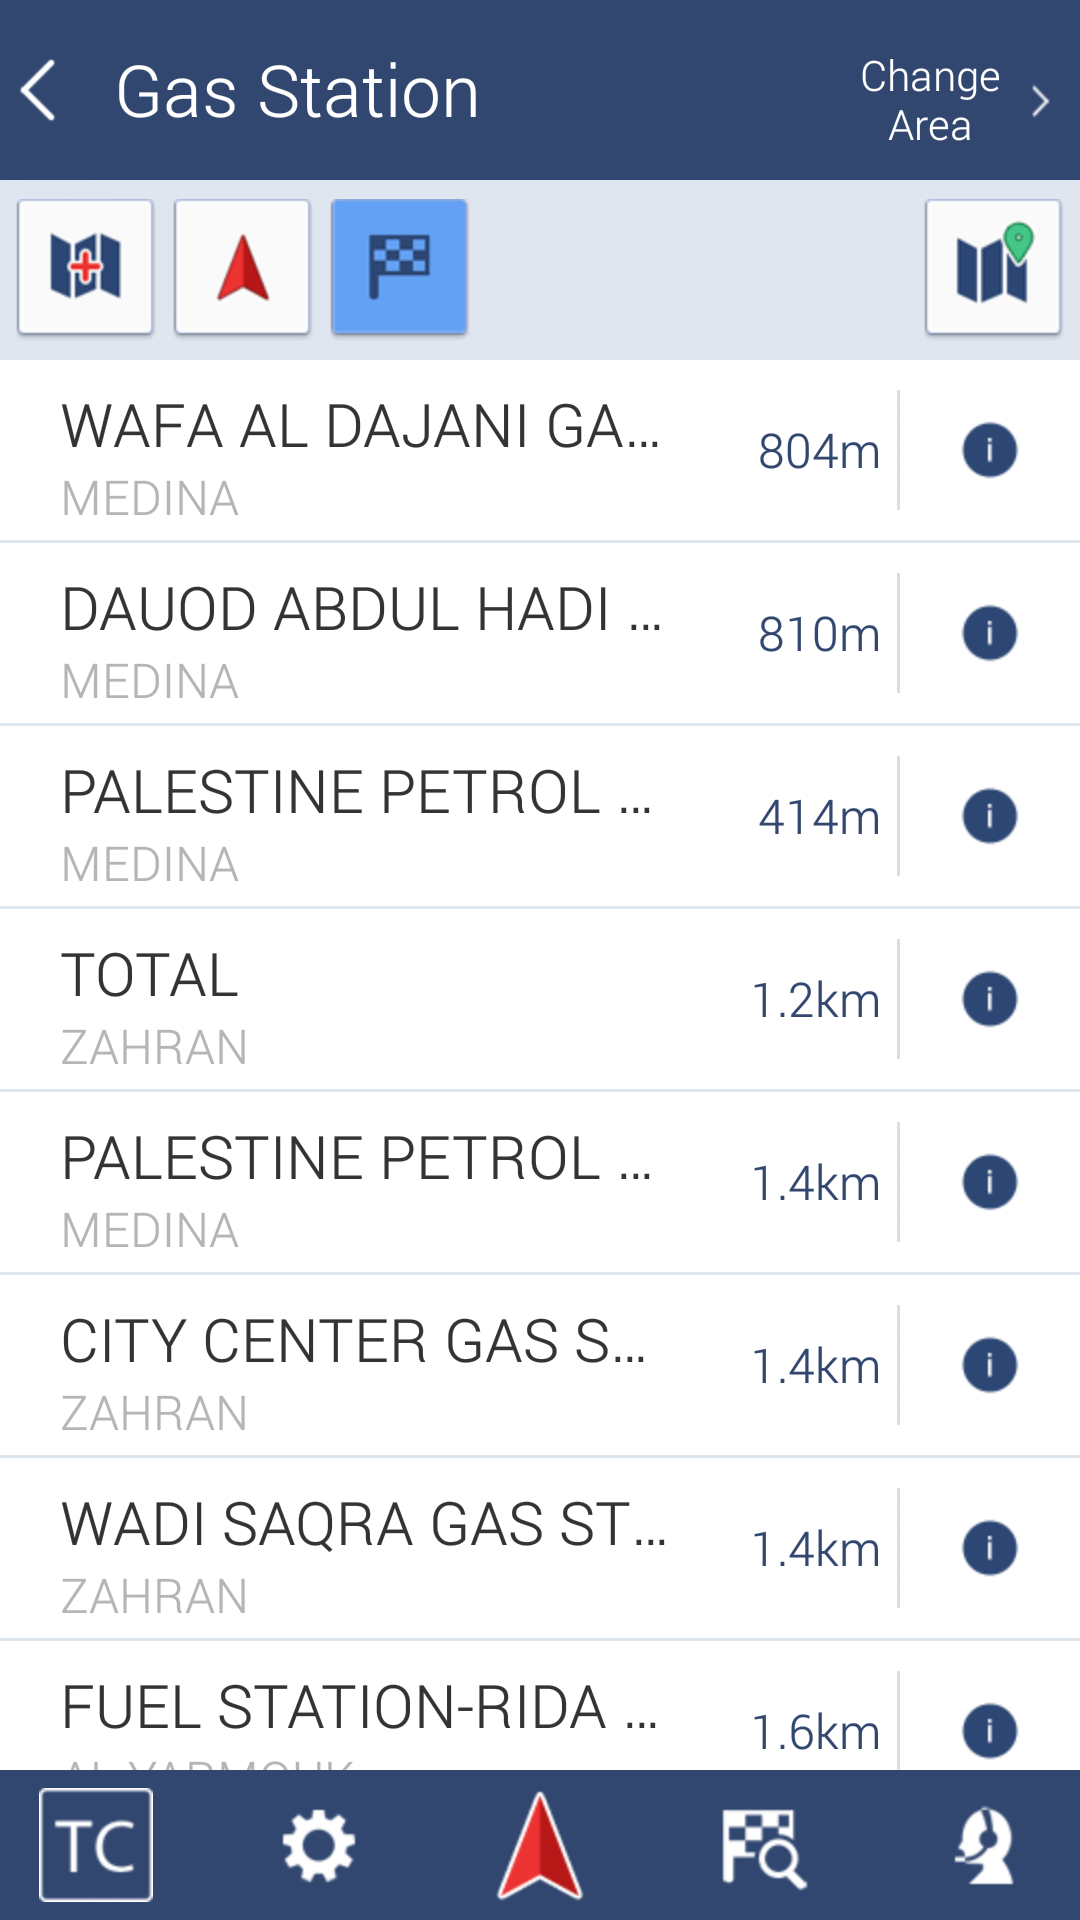 Gas Station
Change
Area
WAFA AL DAJANI GA...
MEDINA
804m
DAUOD ABDUL HADI ...
MEDINA
810m
PALESTINE PETROL ...
MEDINA
414m
TOTAL
ZAHRAN
1.2km
PALESTINE PETROL ...
MEDINA
1.4km
CITY CENTER GAS S...
ZAHRAN
1.4km
WADI SAQRA GAS ST...
ZAHRAN
1.4km
FUEL STATION-RIDA ...
AL YARMOUK
1.6km
TC